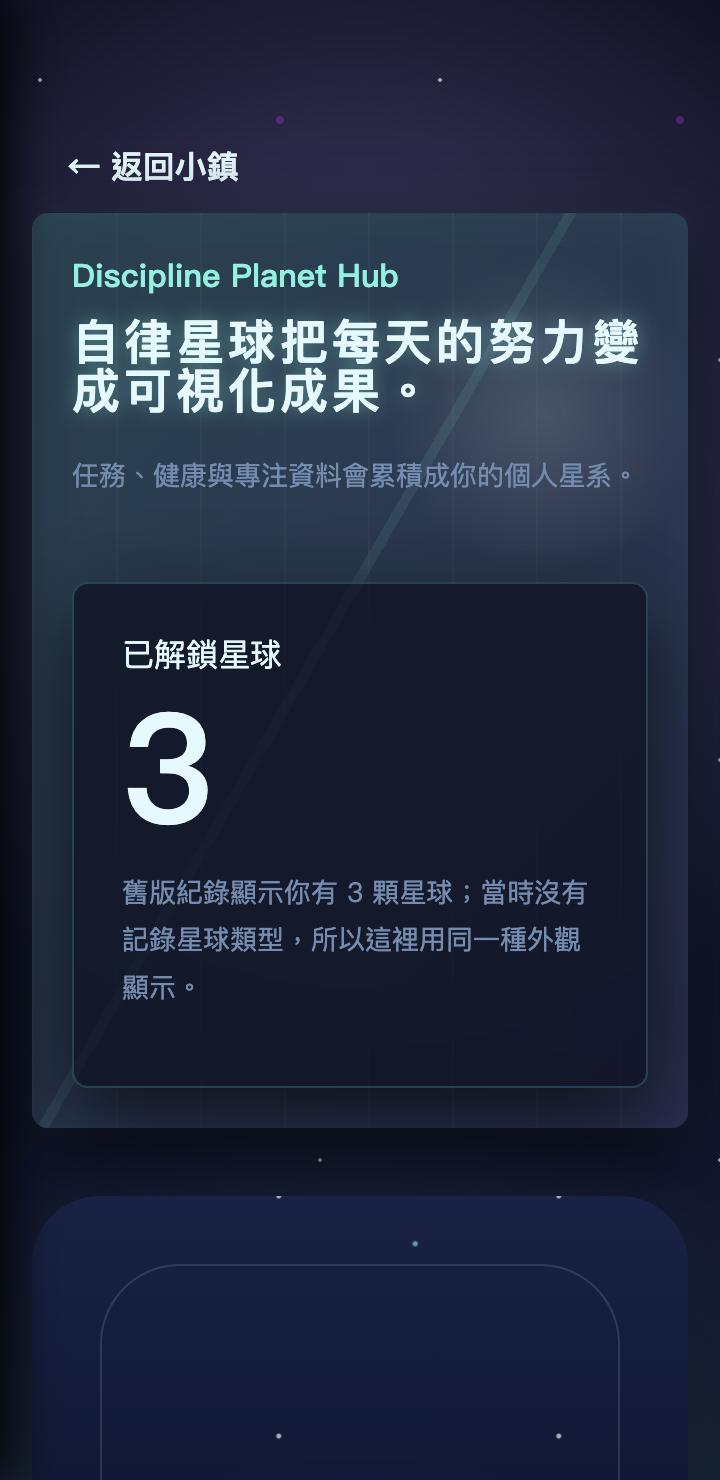 ← 返回小鎮
Discipline Planet Hub
自律星球把每天的努力變
成可視化成果。
任務、健康與專注資料會累積成你的個人星系。
已解鎖星球
3
舊版紀錄顯示你有 3 顆星球；當時沒有
記錄星球類型，所以這裡用同一種外觀
顯示。